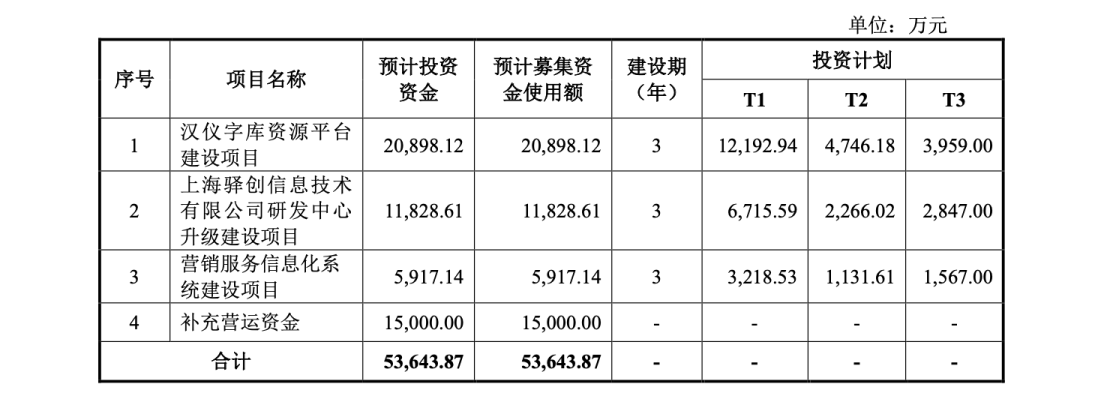 单位：万元
序号 项目名称 预计投资资金 预计募集资金使用额 建设期（年） 投资计划
T1 T2 T3
1 汉仪字库资源平台建设项目 20,898.12 20,898.12 3 12,192.94 4,746.18 3,959.00
2 上海驿创信息技术有限公司研发中心升级建设项目 11,828.61 11,828.61 3 6,715.59 2,266.02 2,847.00
3 营销服务信息化系统建设项目 5,917.14 5,917.14 3 3,218.53 1,131.61 1,567.00
4 补充营运资金 15,000.00 15,000.00 - - - -
合计 53,643.87 53,643.87 - - - -